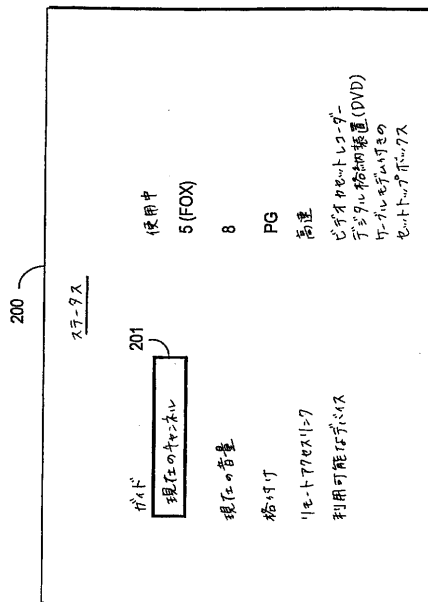 200
ステータス
201
ガイド 使用中
現在のチャンネル 5 (FOX)
現在の音量 8
格付け PG
リモートアクセスリンク 高速
利用可能なデバイス ビデオカセットレコーダー
デジタル格納装置(DVD)
ケーブルモデム付きの
セットトップボックス